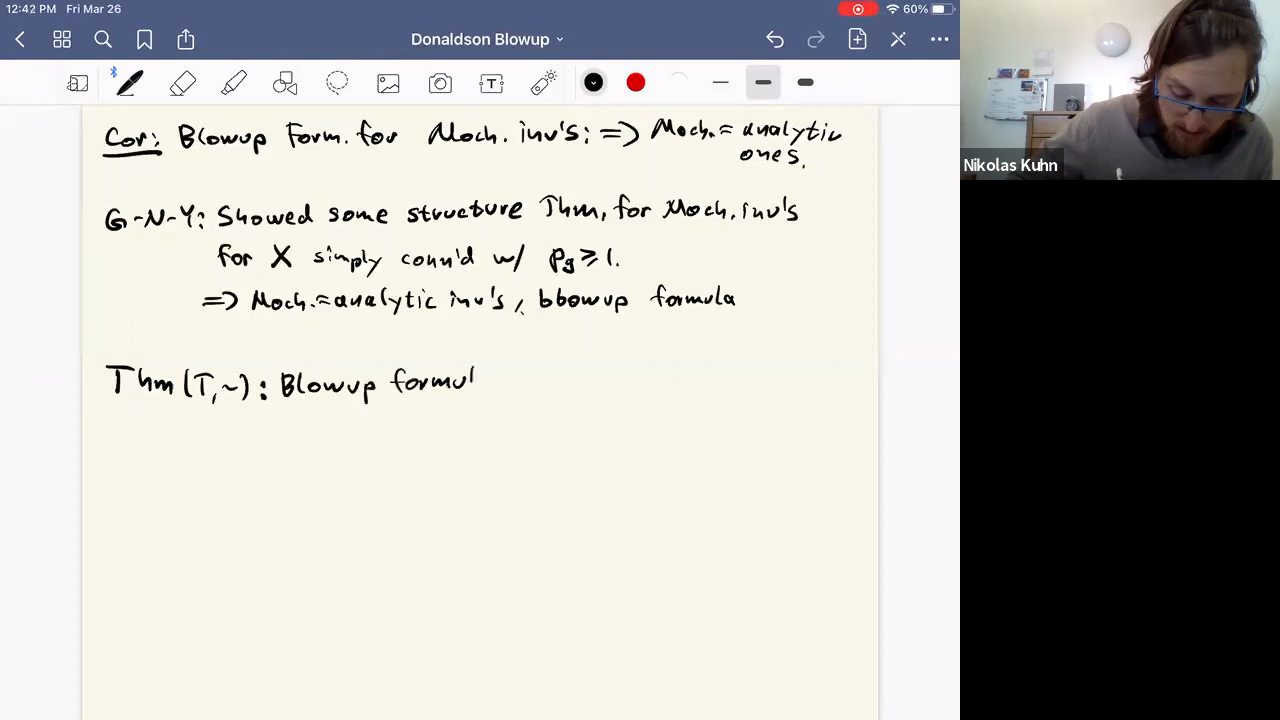 12:42 PM Fri Mar 26
60%
Donaldson Blowup
T
Cor: Blowup Form. for Moch. inv's: => Moch. = analytic
ones.
Nikolas Kuhn
G-N-Y: Showed some structure Thm, for Moch. inv's
for X simply conn'd w/ pg ≥ 1.
=> Moch. = analytic inv's, bbowup formula
Thm (T,~): Blowup formul